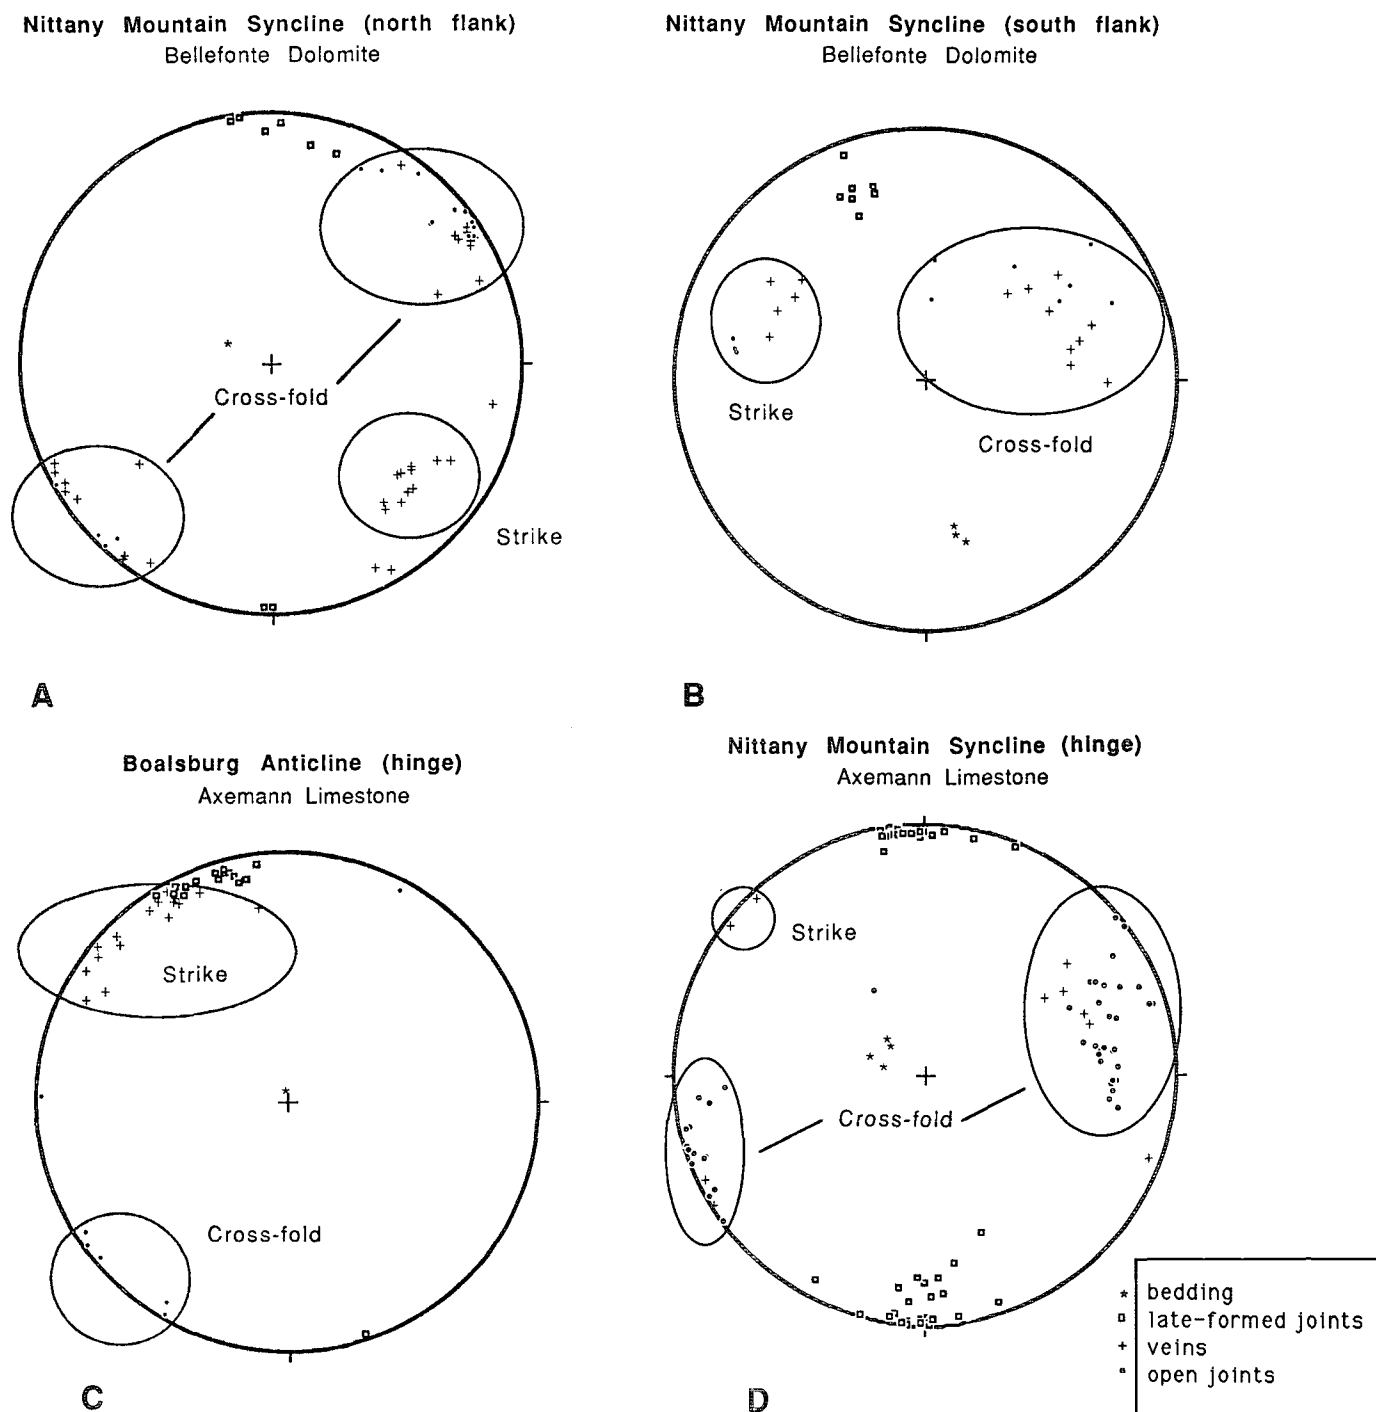 Nittany Mountain Syncline (north flank)
Bellefonte Dolomite
Cross-fold
Strike
A
Nittany Mountain Syncline (south flank)
Bellefonte Dolomite
Strike
Cross-fold
B
Boalsburg Anticline (hinge)
Axemann Limestone
Strike
Cross-fold
C
Nittany Mountain Syncline (hinge)
Axemann Limestone
Strike
Cross-fold
D
bedding
late-formed joints
veins
open joints